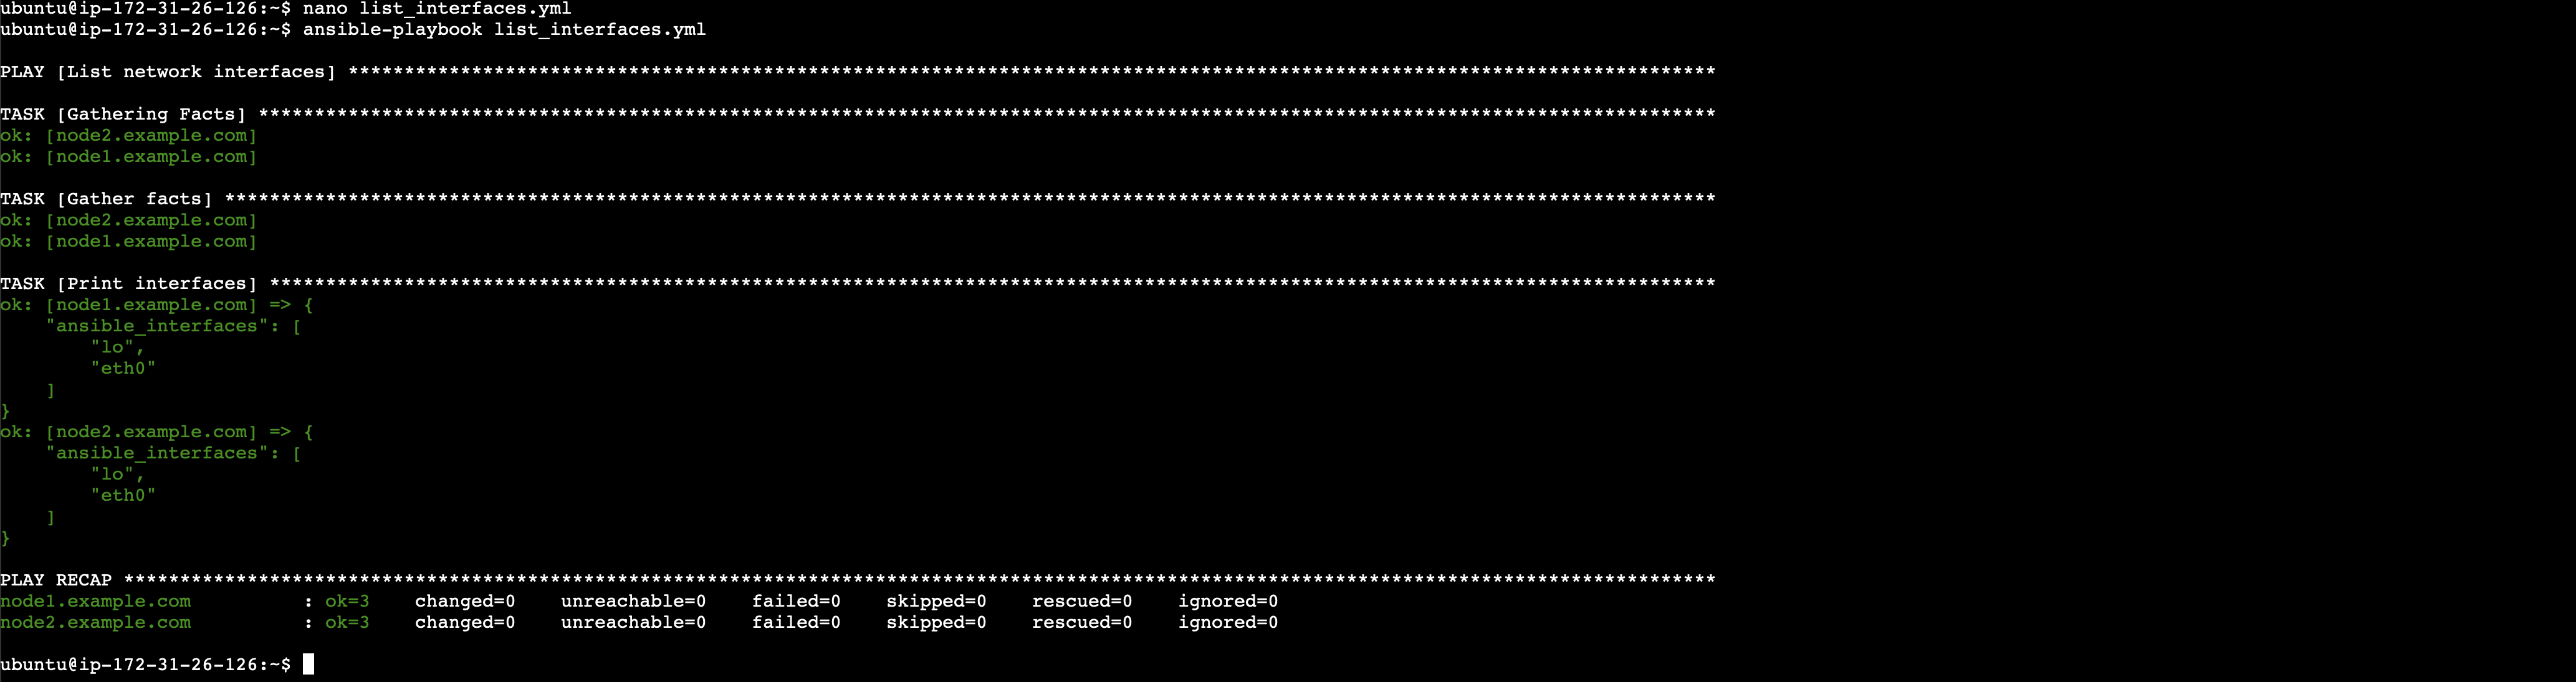 ubuntu@ip-172-31-26-126:~$ nano list_interfaces.yml
ubuntu@ip-172-31-26-126:~$ ansible-playbook list_interfaces.yml
PLAY [List network interfaces] **************************************************************************************************************************
TASK [Gathering Facts] **********************************************************************************************************************************
ok: [node2.example.com]
ok: [node1.example.com]
TASK [Gather facts] *************************************************************************************************************************************
ok: [node2.example.com]
ok: [node1.example.com]
TASK [Print interfaces] *********************************************************************************************************************************
ok: [node1.example.com] => {
    "ansible_interfaces": [
        "lo",
        "eth0"
    ]
}
ok: [node2.example.com] => {
    "ansible_interfaces": [
        "lo",
        "eth0"
    ]
}
PLAY RECAP **********************************************************************************************************************************************
node1.example.com          : ok=3    changed=0    unreachable=0    failed=0    skipped=0    rescued=0    ignored=0
node2.example.com          : ok=3    changed=0    unreachable=0    failed=0    skipped=0    rescued=0    ignored=0
ubuntu@ip-172-31-26-126:~$